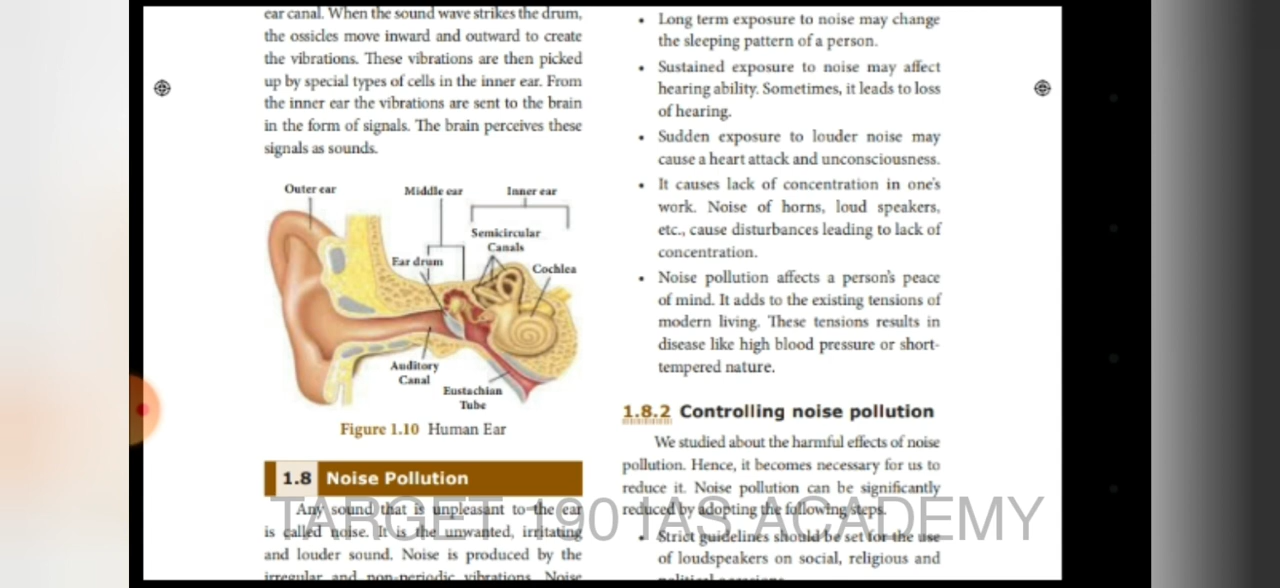 ear canal. When the sound wave strikes the drum,
the ossicles move inward and outward to create
the vibrations. These vibrations are then picked
up by special types of cells in the inner ear. From
the inner ear the vibrations are sent to the brain
in the form of signals. The brain perceives these
signals as sounds.
Outer ear
Middle ear
Inner ear
Semicircular
Canals
Ear drum
Cochlea
Auditory
Canal
Eustachian
Tube
Figure 1.10 Human Ear
1.8 Noise Pollution
Any sound that is unpleasant to the ear
is called noise. It is the unwanted, irritating
and louder sound. Noise is produced by the
irregular and non-periodic vibrations. Noise
• Long term exposure to noise may change
the sleeping pattern of a person.
• Sustained exposure to noise may affect
hearing ability. Sometimes, it leads to loss
of hearing.
• Sudden exposure to louder noise may
cause a heart attack and unconsciousness.
• It causes lack of concentration in one's
work. Noise of horns, loud speakers,
etc., cause disturbances leading to lack of
concentration.
• Noise pollution affects a person's peace
of mind. It adds to the existing tensions of
modern living. These tensions results in
disease like high blood pressure or short-
tempered nature.
1.8.2 Controlling noise pollution
We studied about the harmful effects of noise
pollution. Hence, it becomes necessary for us to
reduce it. Noise pollution can be significantly
reduced by adopting the following steps.
• Strict guidelines should be set for the use
of loudspeakers on social, religious and
political occasions.
TARGET 190 IAS ACADEMY